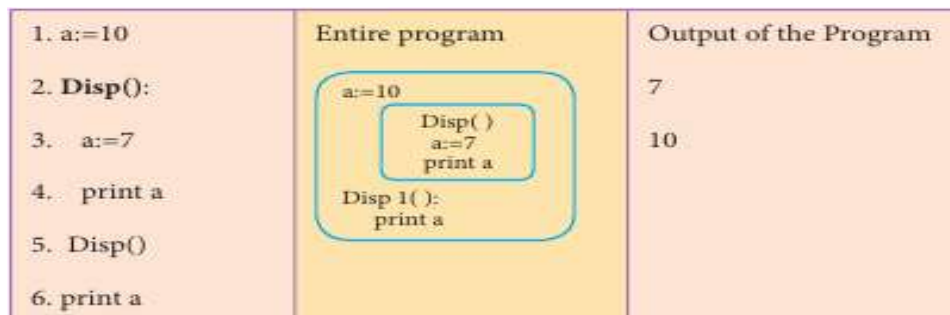 1. a:=10
2. Disp():
3. a:=7
4. print a
5. Disp()
6. print a
Entire program
a:=10
Disp( )
a:=7
print a
Disp 1( ):
print a
Output of the Program
7
10